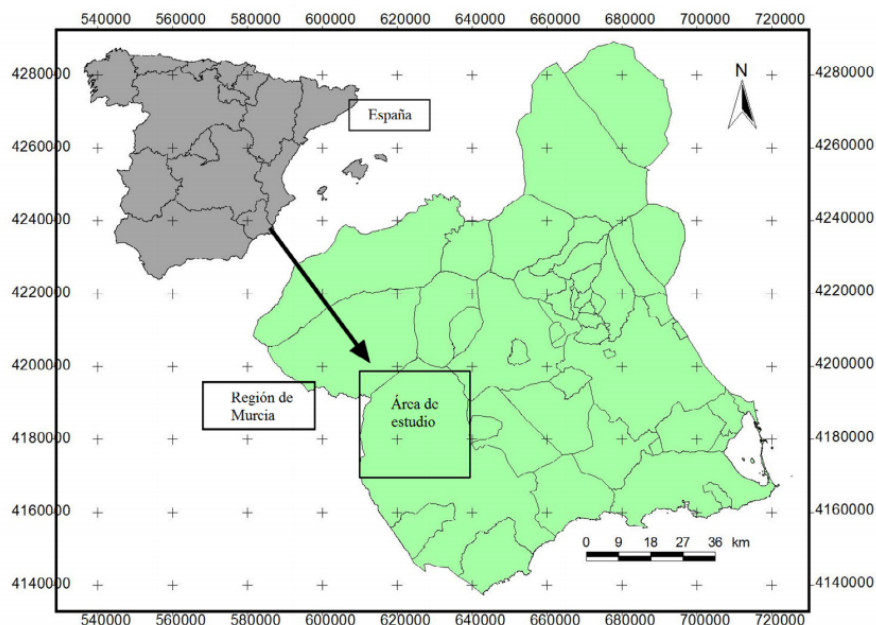 540000 560000 580000 600000 620000 640000 660000 680000 700000 720000
4280000 4280000
N
España
4260000 4260000
4240000 4240000
4220000 4220000
4200000 4200000
Región de
Murcia
Área de
estudio
4180000 4180000
4160000 4160000
0 9 18 27 36 km
4140000 4140000
540000 560000 580000 600000 620000 640000 660000 680000 700000 720000